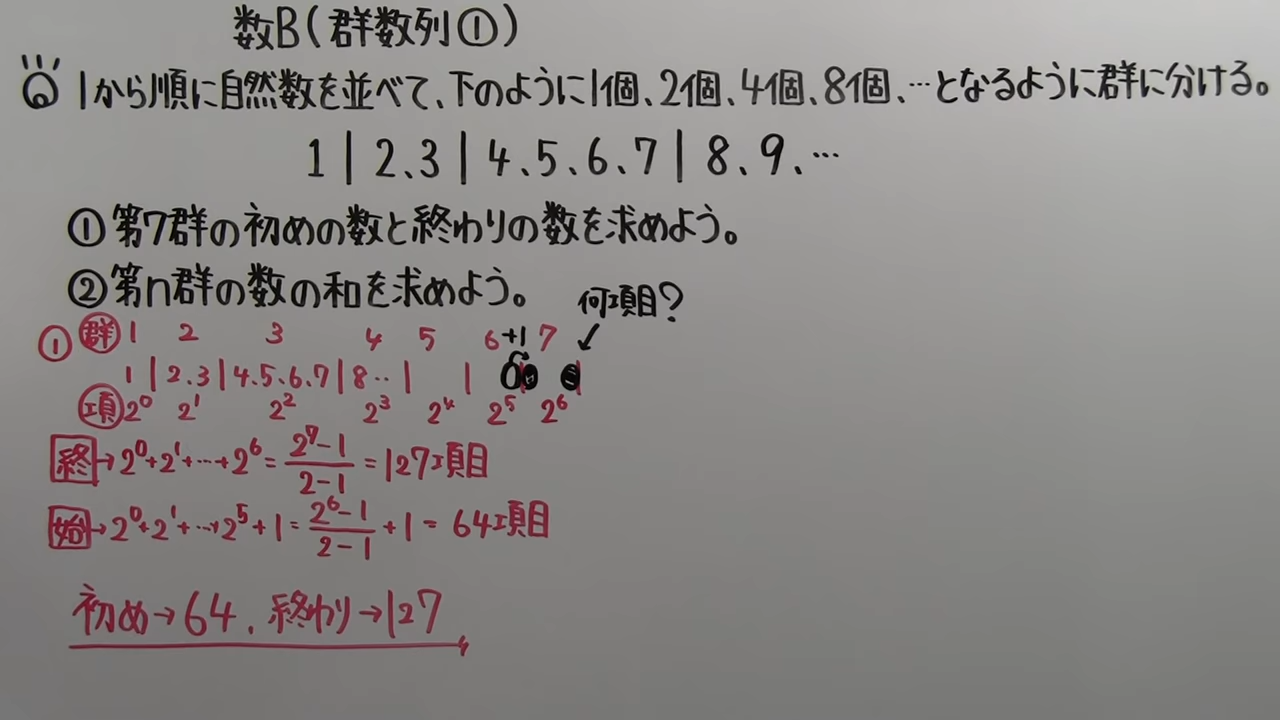 数B(群数列①)
1から順に自然数を並べて、下のように1個、2個、4個、8個、…となるように群に分ける。
1 | 2、3 | 4、5、6、7 | 8、9、…
①第7群の初めの数と終わりの数を求めよう。
②第n群の数の和を求めよう。
何項目?
① 群 1 2 3 4 5 6 +1 7
1 | 2、3 | 4、5、6、7 | 8 ‥ | | | |
項 2⁰ 2¹ 2² 2³ 2⁴ 2⁵ 2⁶
終 → 2⁰+2¹+…+2⁶ = (2⁷-1)/(2-1) = 127項目
始 → 2⁰+2¹+…+2⁵+1 = (2⁶-1)/(2-1) +1 = 64項目
初め→64、終わり→127